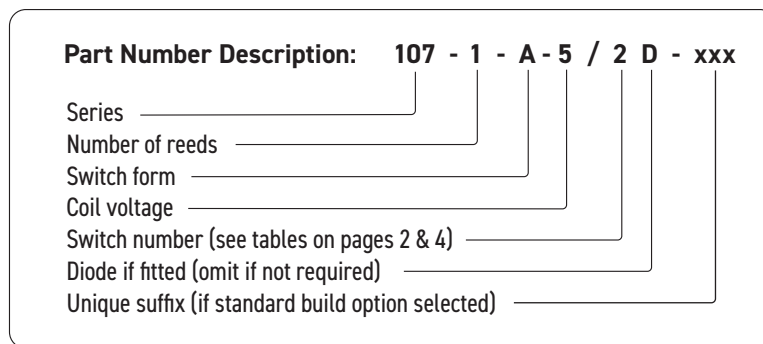 Part Number Description: 107 - 1 - A - 5 / 2 D - xxx
Series
Number of reeds
Switch form
Coil voltage
Switch number (see tables on pages 2 & 4)
Diode if fitted (omit if not required)
Unique suffix (if standard build option selected)